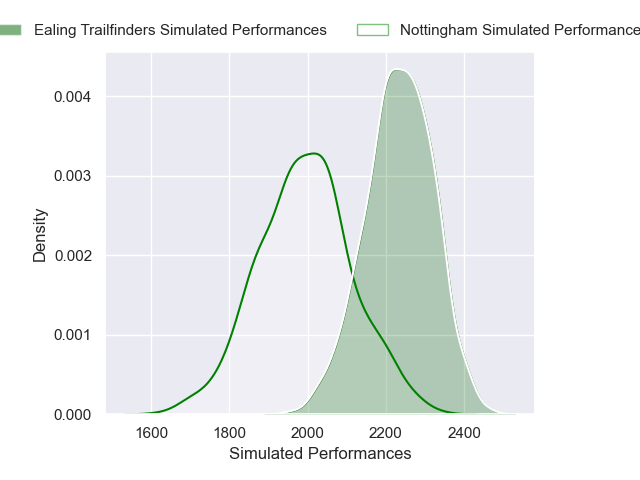 Ealing Trailfinders Simulated Performances
Nottingham Simulated Performance
0.004
0.003
0.002
0.001
0.000
Density
1600 1800 2000 2200 2400
Simulated Performances